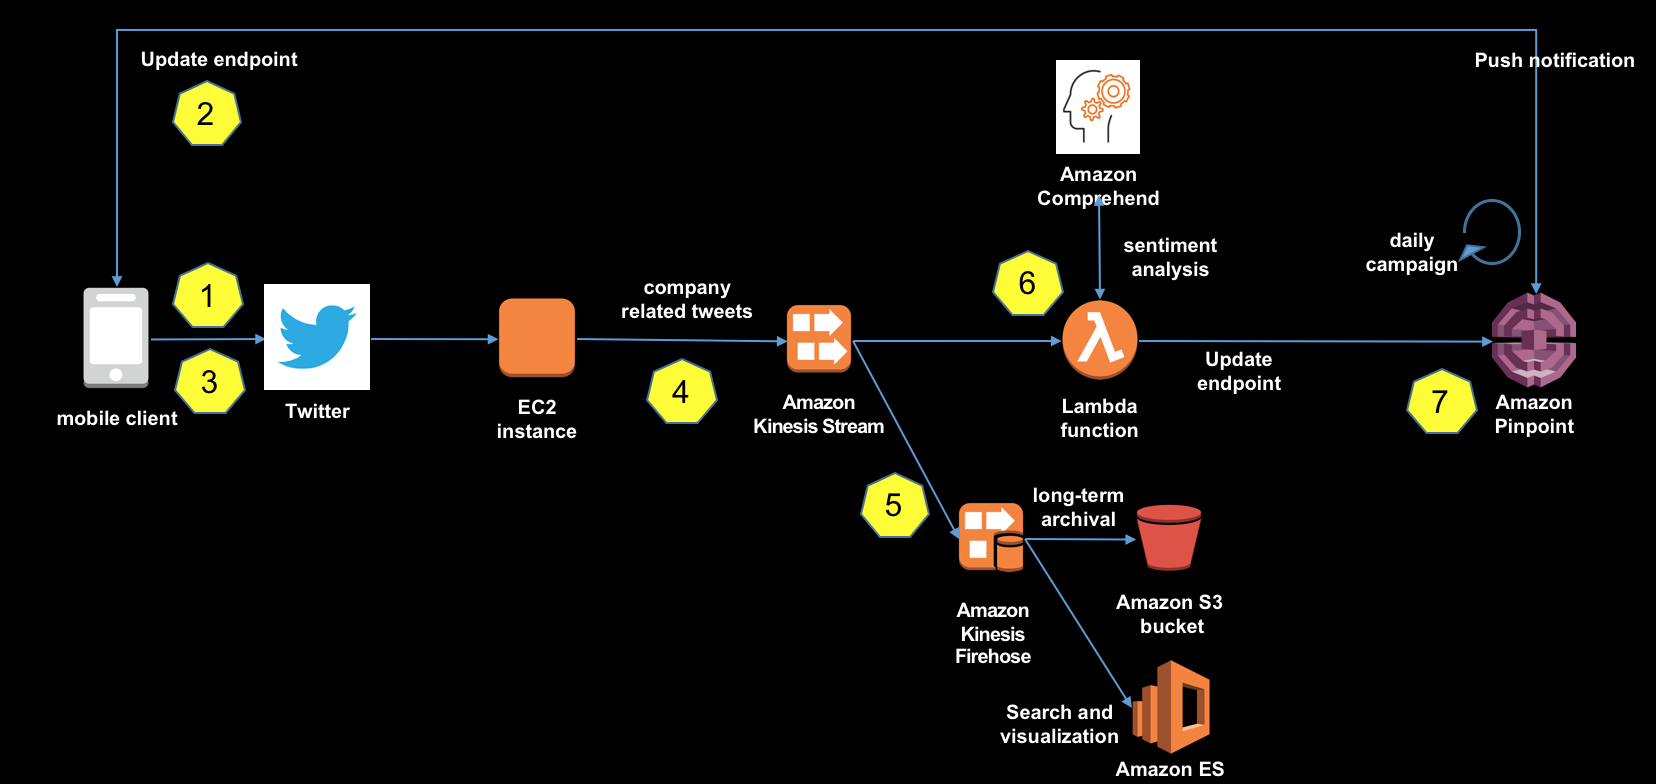 Update endpoint
Push notification
2
Amazon
Comprehend
daily
campaign
sentiment
analysis
1
6
company
related tweets
3
mobile client
Twitter
EC2
instance
4
Amazon
Kinesis Stream
Lambda
function
Update
endpoint
7
Amazon
Pinpoint
5
long-term
archival
Amazon
Kinesis
Firehose
Amazon S3
bucket
Search and
visualization
Amazon ES